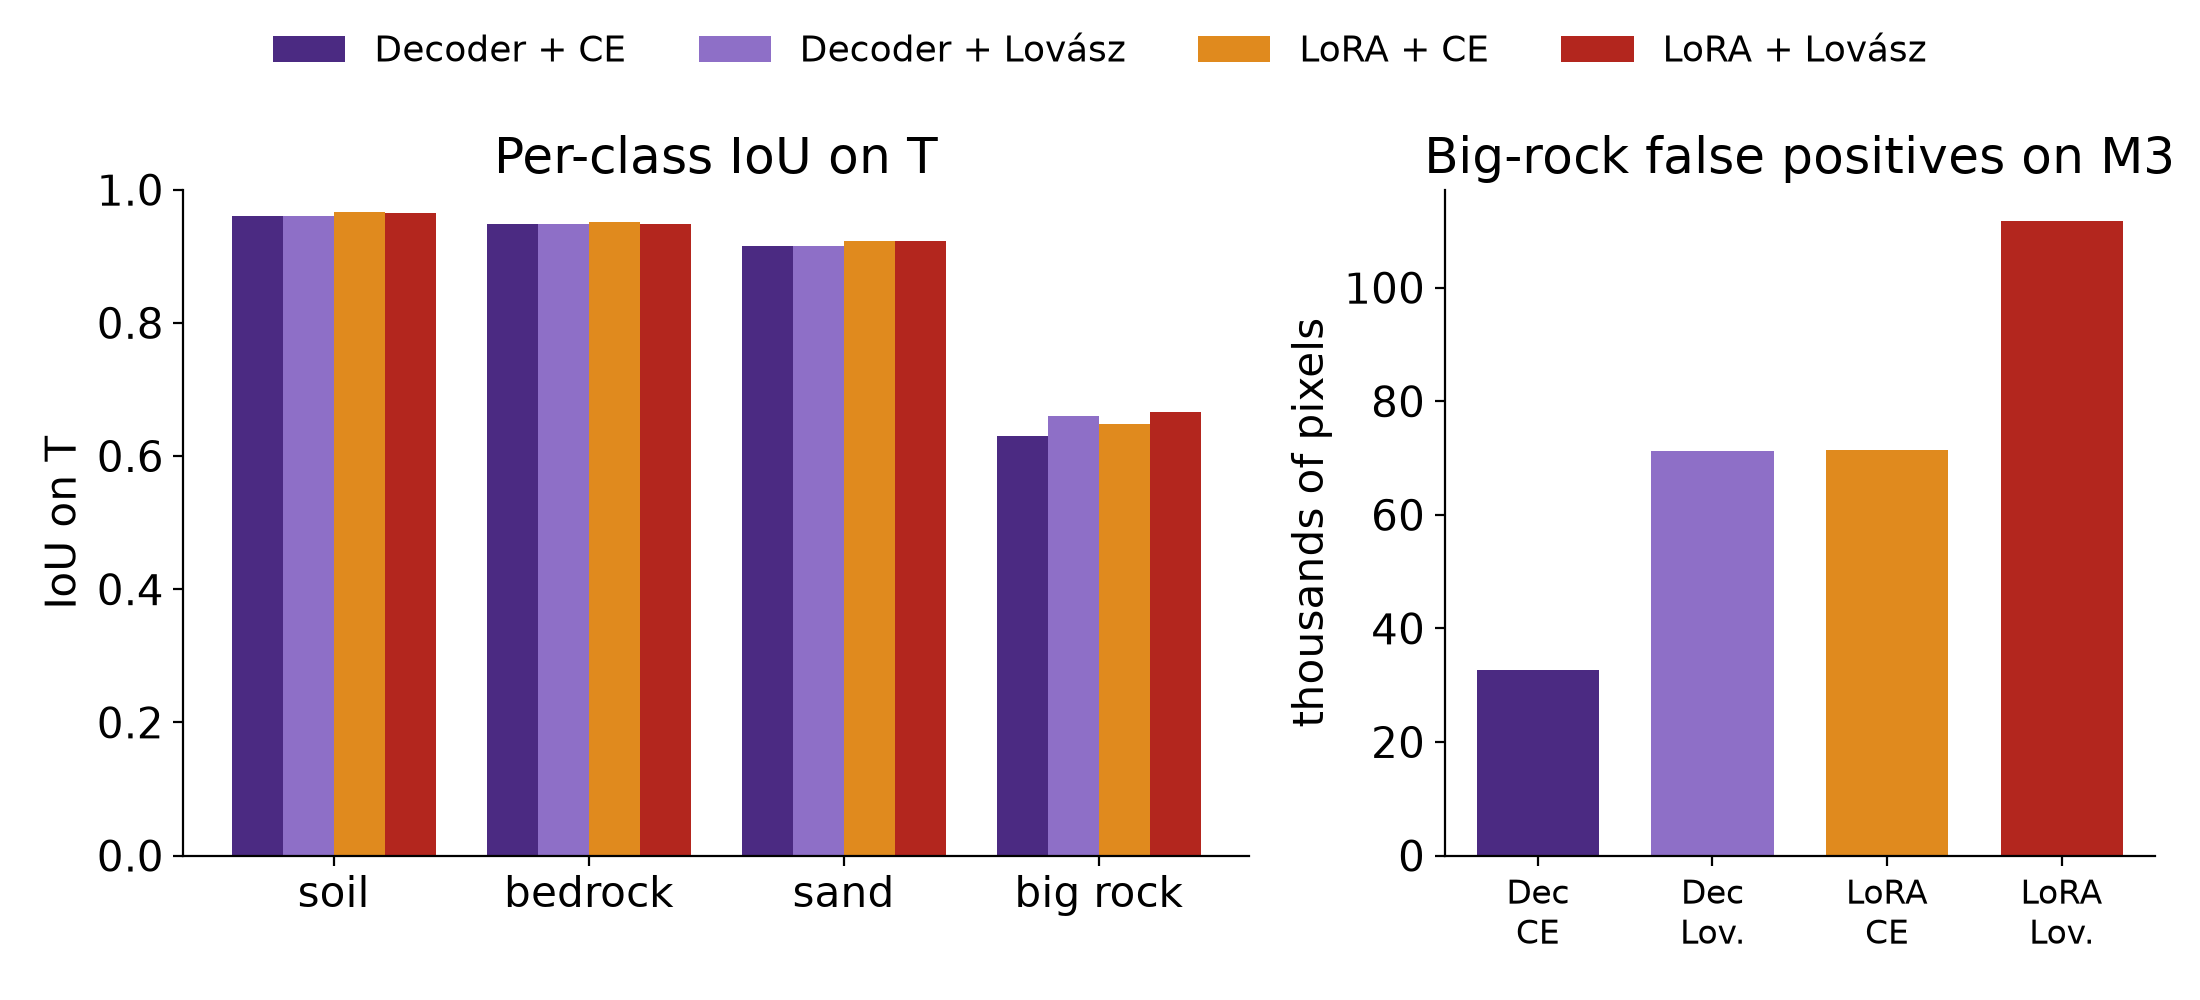 Decoder + CE Decoder + Lovász LoRA + CE LoRA + Lovász
Per-class IoU on T
IoU on T
1.0
0.8
0.6
0.4
0.2
0.0
soil bedrock sand big rock
Big-rock false positives on M3
thousands of pixels
100
80
60
40
20
0
Dec CE
Dec Lov.
LoRA CE
LoRA Lov.